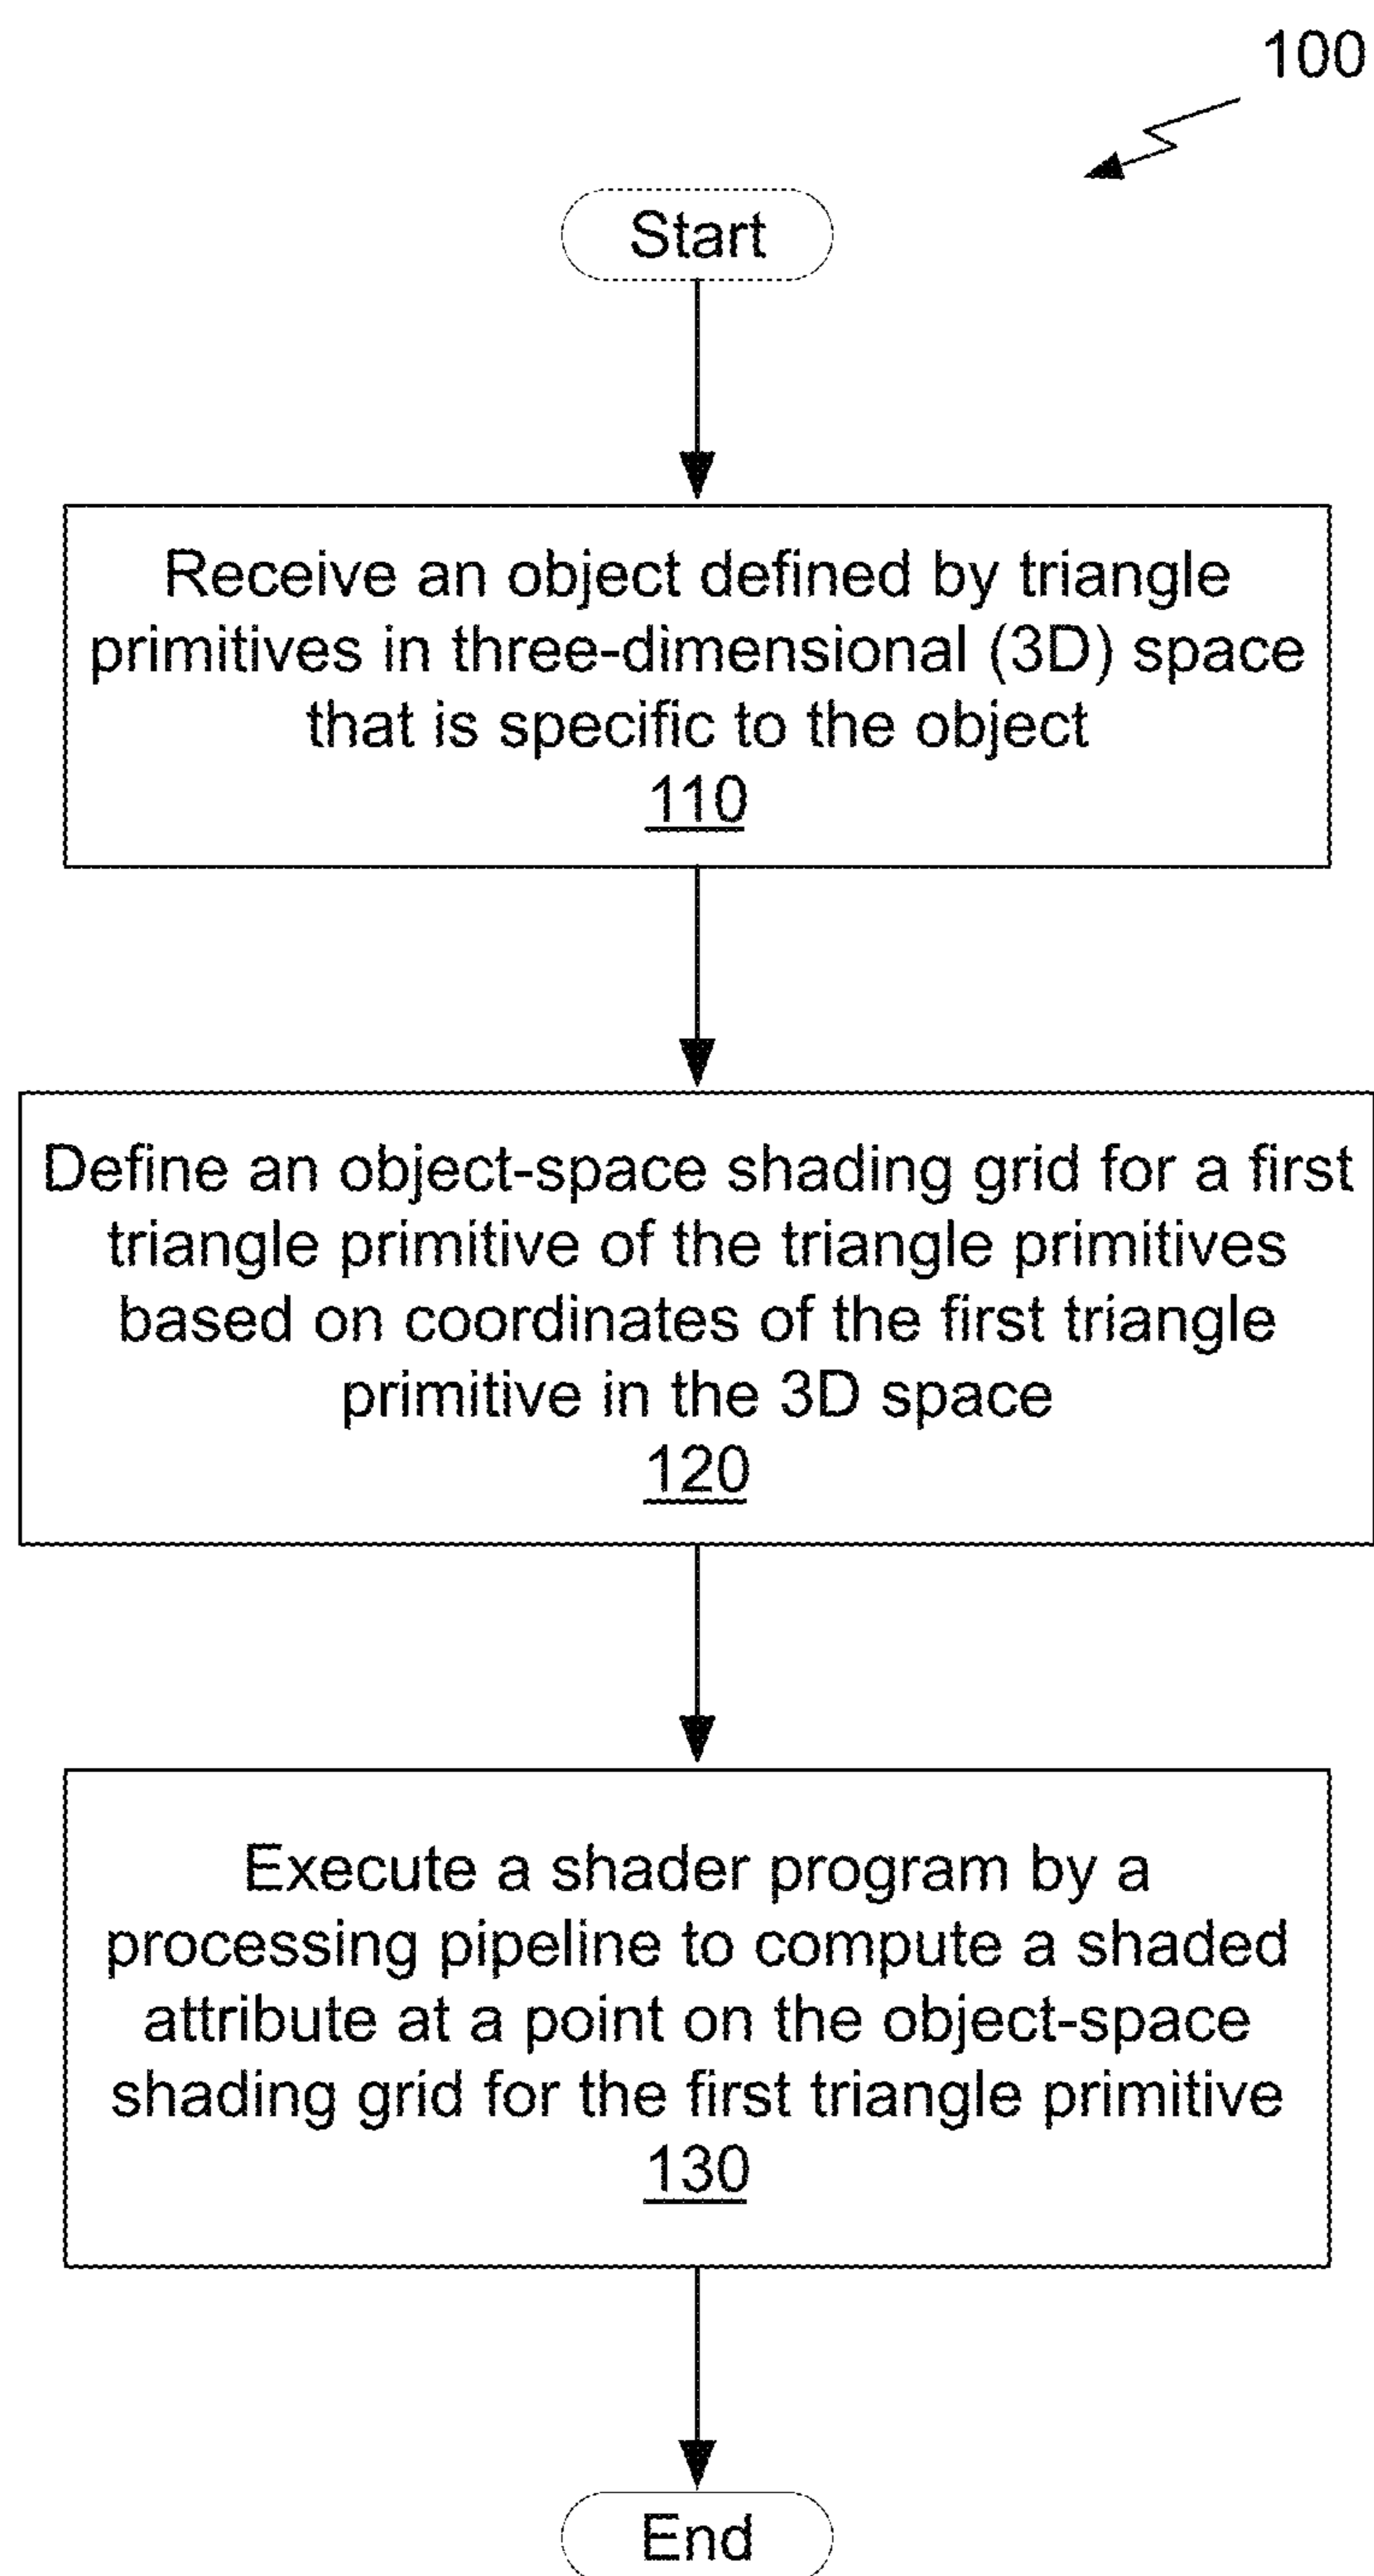 100
Start
Receive an object defined by triangle
primitives in three-dimensional (3D) space
that is specific to the object
110
Define an object-space shading grid for a first
triangle primitive of the triangle primitives
based on coordinates of the first triangle
primitive in the 3D space
120
Execute a shader program by a
processing pipeline to compute a shaded
attribute at a point on the object-space
shading grid for the first triangle primitive
130
End